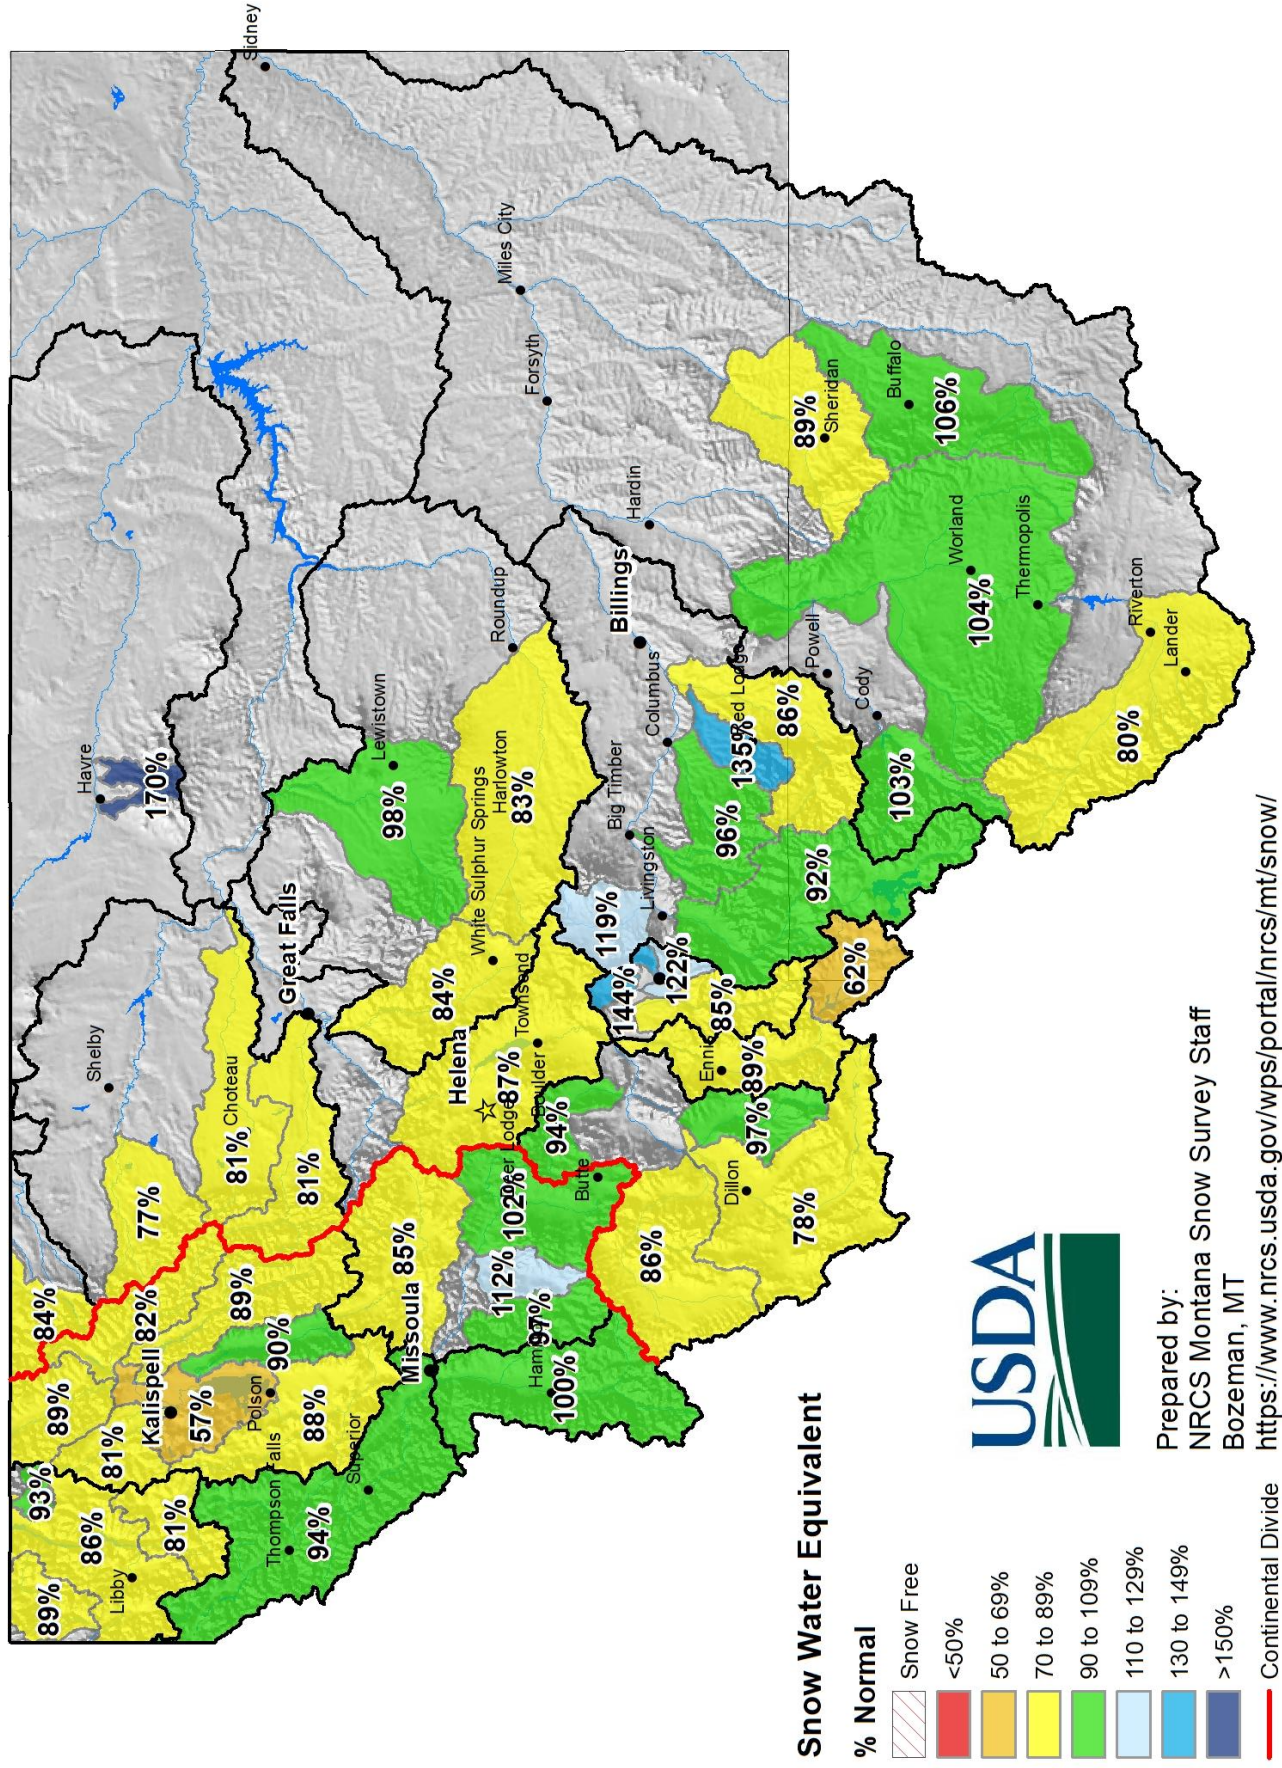 Havre
170%
Shelby
Sidney
84%
89%
93%
89%
86%
Libby
81%
81%
Kalispell
82%
77%
57%
89%
90%
Polson
88%
81%
Choteau
81%
Great Falls
Thompson Falls
94%
Superior
Missoula
85%
Lewistown
98%
84%
White Sulphur Springs
Harlowton
83%
Roundup
Helena
Townsend
87%
Boulder
Deer Lodge
102%
94%
Butte
112%
97%
Hamilton
100%
Miles City
Forsyth
Hardin
Billings
Columbus
Big Timber
Livingston
119%
144%
122%
85%
Ennis
89%
97%
Dillon
86%
78%
96%
135%
Red Lodge
86%
92%
62%
Powell
Cody
103%
89%
Sheridan
Buffalo
106%
Worland
104%
Thermopolis
Riverton
Lander
80%
Snow Water Equivalent
% Normal
Snow Free
<50%
50 to 69%
70 to 89%
90 to 109%
110 to 129%
130 to 149%
>150%
Continental Divide
USDA
Prepared by:
NRCS Montana Snow Survey Staff
Bozeman, MT
https://www.nrcs.usda.gov/wps/portal/nrcs/mt/snow/